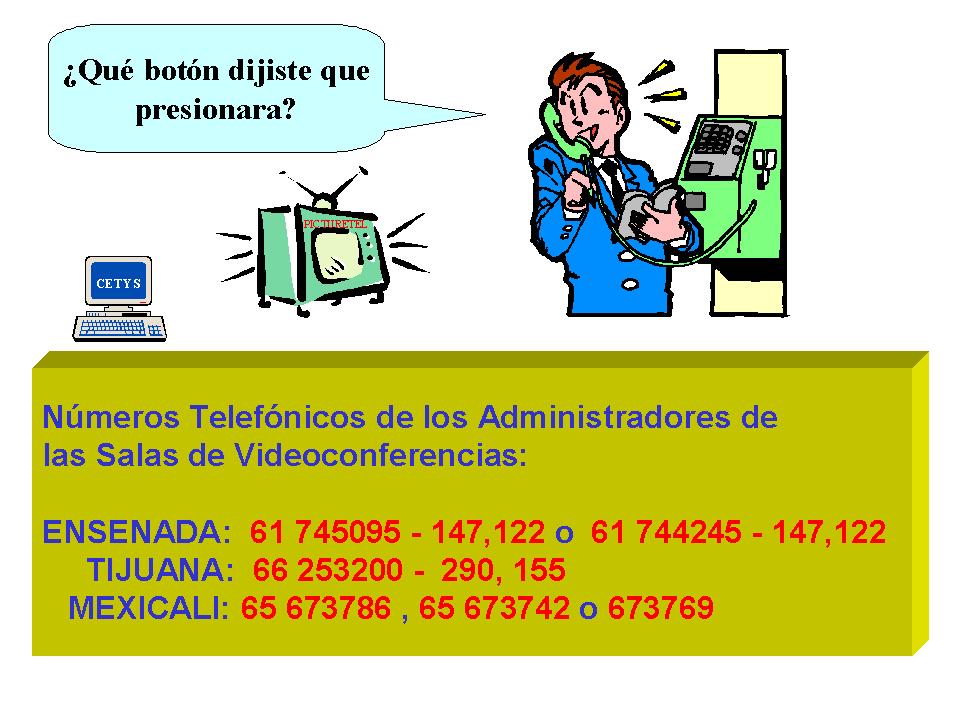 ¿Qué botón dijiste que
presionara?
PICTURETEL
CETYS
Números Telefónicos de los Administradores de
las Salas de Videoconferencias:
ENSENADA: 61 745095 - 147,122 o 61 744245 - 147,122
TIJUANA: 66 253200 - 290, 155
MEXICALI: 65 673786 , 65 673742 o 673769